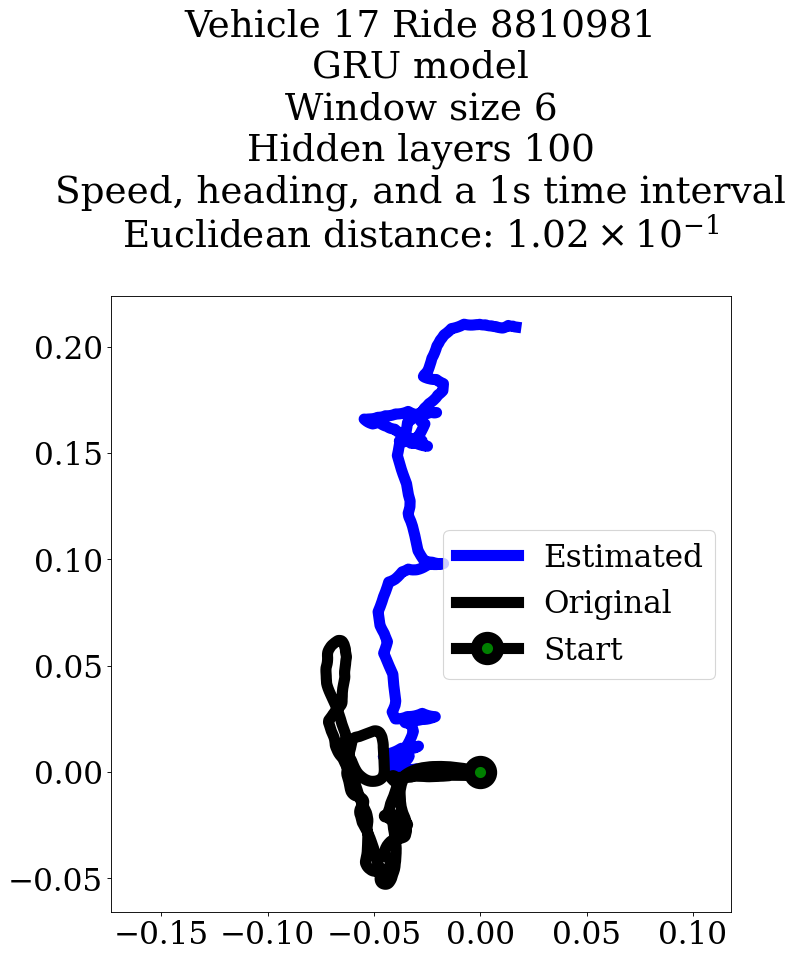 Vehicle 17 Ride 8810981
GRU model
Window size 6
Hidden layers 100
Speed, heading, and a 1s time interval
Euclidean distance: 1.02 × 10⁻¹
0.20
0.15
0.10
0.05
0.00
−0.05
Estimated
Original
Start
−0.15 −0.10 −0.05 0.00 0.05 0.10